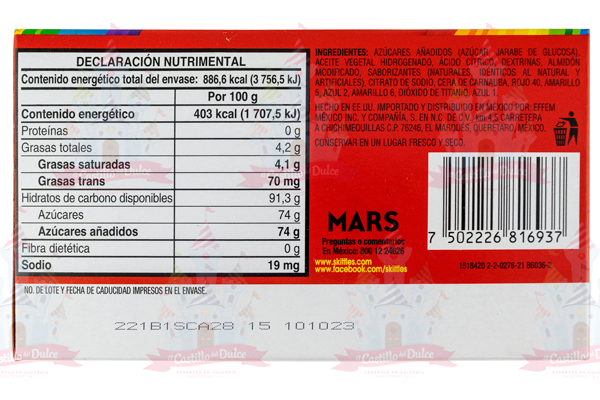 DECLARACIÓN NUTRIMENTAL
Contenido energético total del envase: 886,6 kcal (3 756,5 kJ)
Por 100 g
Contenido energético 403 kcal (1 707,5 kJ)
Proteínas 0 g
Grasas totales 4,2 g
Grasas saturadas 4,1 g
Grasas trans 70 mg
Hidratos de carbono disponibles 91,3 g
Azúcares 74 g
Azúcares añadidos 74 g
Fibra dietética 0 g
Sodio 19 mg
NO. DE LOTE Y FECHA DE CADUCIDAD IMPRESOS EN EL ENVASE.
221B1SCA28 15 101023
INGREDIENTES: AZÚCARES AÑADIDOS (AZÚCAR, JARABE DE GLUCOSA),
ACEITE VEGETAL HIDROGENADO, ÁCIDO CÍTRICO, DEXTRINAS, ALMIDÓN
MODIFICADO, SABORIZANTES (NATURALES, IDÉNTICOS AL NATURAL Y
ARTIFICIALES), CITRATO DE SODIO, CERA DE CARNAUBA, ROJO 40, AMARILLO
5, AZUL 2, AMARILLO 6, DIÓXIDO DE TITANIO, AZUL 1.
HECHO EN EE.UU. IMPORTADO Y DISTRIBUIDO EN MÉXICO POR: EFFEM
MÉXICO INC. Y COMPAÑÍA, S. EN N.C. DE C.V. KM 4.5 CARRETERA
A CHICHIMEQUILLAS C.P. 76246, EL MARQUÉS, QUERÉTARO, MÉXICO.
CONSERVAR EN UN LUGAR FRESCO Y SECO.
MARS
Preguntas o comentarios
En México: 800 12 24626
www.skittles.com
www.facebook.com/skittles
7 502226 816937
El Castillo del Dulce